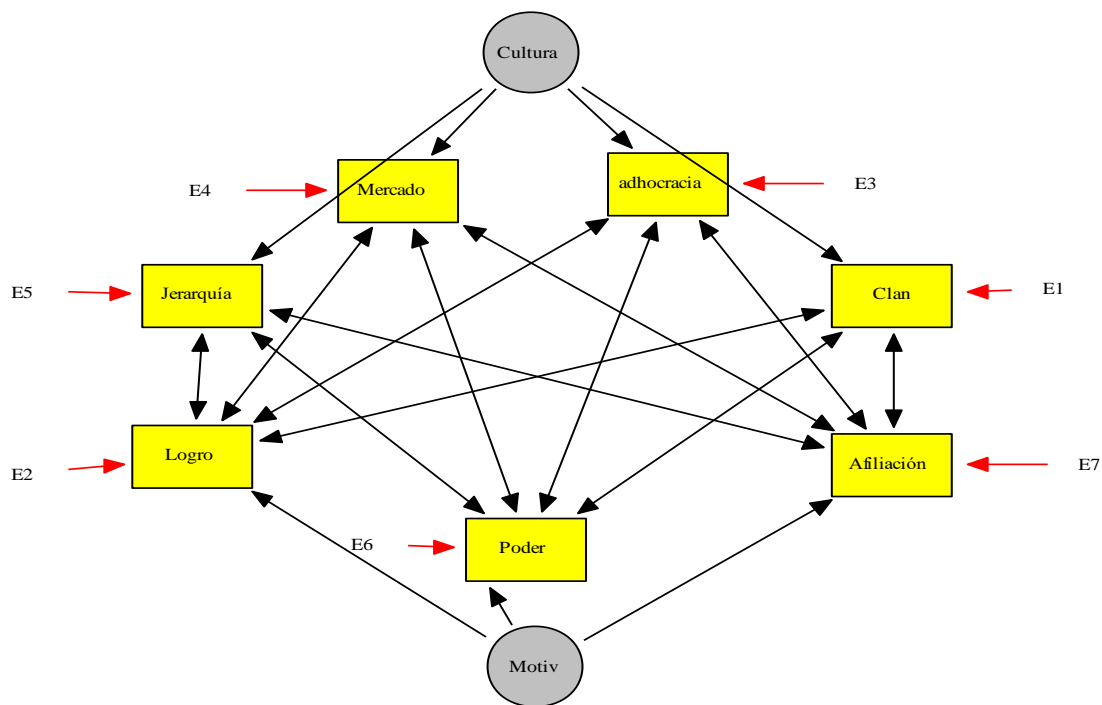 Cultura
Mercado
adhocracia
E4
E3
Jerarquía
Clan
E5
E1
Logro
Afiliación
E2
E7
E6
Poder
Motiv